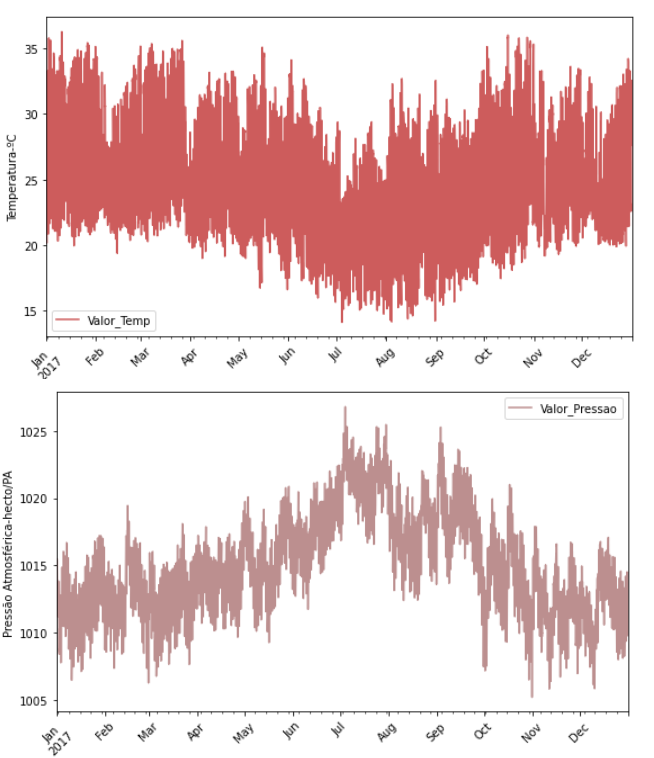 35
30
25
20
15
Temperatura-ºC
Valor_Temp
Jan
2017
Feb
Mar
Apr
May
Jun
Jul
Aug
Sep
Oct
Nov
Dec
Valor_Pressao
1025
1020
1015
1010
1005
Pressão Atmosférica-hecto/PA
Jan
2017
Feb
Mar
Apr
May
Jun
Jul
Aug
Sep
Oct
Nov
Dec